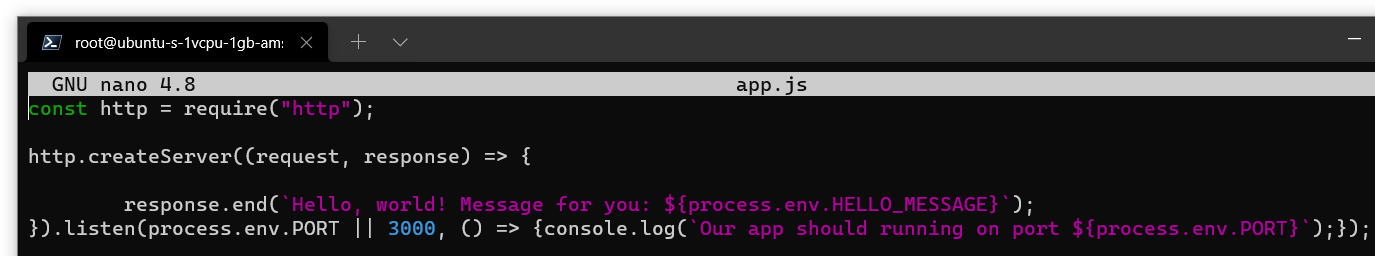 root@ubuntu-s-1vcpu-1gb-ams
GNU nano 4.8 app.js
const http = require("http");
http.createServer((request, response) => {
response.end(`Hello, world! Message for you: ${process.env.HELLO_MESSAGE}`);
}).listen(process.env.PORT || 3000, () => {console.log(`Our app should running on port ${process.env.PORT}`);});